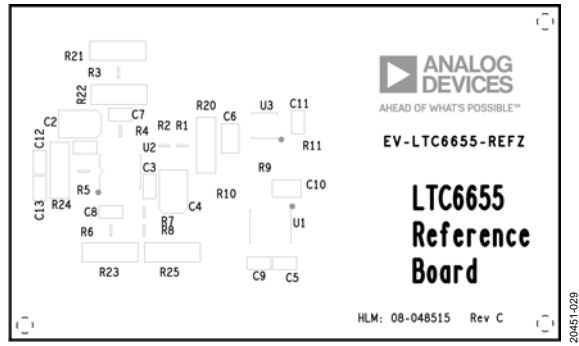 R21
R3
R22
C2
C7
R4
R2 R1
R20
C6
U3
C11
R11
C12
U2
R5
C3
R9
R10
C10
C13
R24
C8
C4
R6
R7
R8
U1
R23
R25
C9
C5
ANALOG
DEVICES
AHEAD OF WHAT'S POSSIBLE™
EV-LTC6655-REFZ
LTC6655
Reference
Board
HLM: 08-048515 Rev C
20451-029